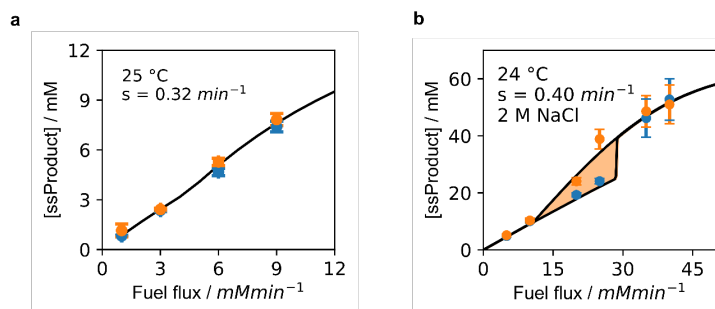 a
25 °C
s = 0.32 min⁻¹
[ssProduct] / mM
12
9
6
3
0
0 3 6 9 12
Fuel flux / mMmin⁻¹
b
24 °C
s = 0.40 min⁻¹
2 M NaCl
[ssProduct] / mM
60
40
20
0
0 15 30 45
Fuel flux / mMmin⁻¹